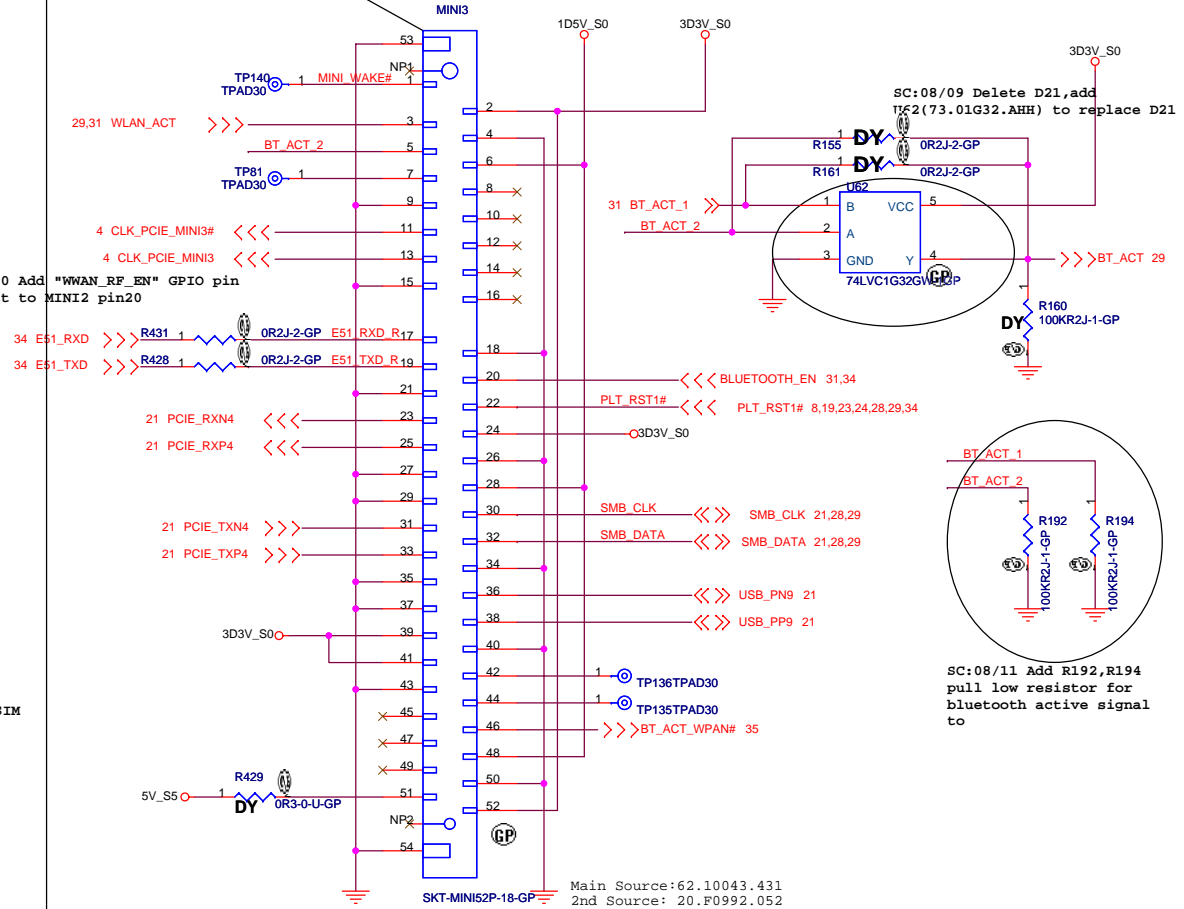 MINI3
1D5V_S0
3D3V_S0
3D3V_S0
53
NP1
TP140
TPAD30
1
MINI_WAKE#
1
SC:08/09 Delete D21,add
U62(73.01G32.AHH) to replace D21
2
29,31 WLAN_ACT
3
4
1
R155
DY
0R2J-2-GP
BT_ACT_2
5
6
1
R161
DY
0R2J-2-GP
TP81
TPAD30
1
7
8
U62
9
31 BT_ACT_1
1
B
VCC
5
10
4 CLK_PCIE_MINI3#
11
BT_ACT_2
2
A
12
4 CLK_PCIE_MINI3
13
3
GND
Y
4
BT_ACT 29
14
0 Add "WWAN_RF_EN" GPIO pin
t to MINI2 pin20
15
74LVC1G32GW-1GP
GP
16
1
R160
100KR2J-1-GP
DY
34 E51_RXD
R431
1
0R2J-2-GP
E51_RXD_R
17
18
34 E51_TXD
R428
1
0R2J-2-GP
E51_TXD_R
19
20
BLUETOOTH_EN 31,34
21
22
PLT_RST1#
PLT_RST1# 8,19,23,24,28,29,34
21 PCIE_RXN4
23
24
3D3V_S0
21 PCIE_RXP4
25
26
BT_ACT_1
27
28
BT_ACT_2
29
30
SMB_CLK
SMB_CLK 21,28,29
1
1
R192
R194
21 PCIE_TXN4
31
32
SMB_DATA
SMB_DATA 21,28,29
21 PCIE_TXP4
33
34
100KR2J-1-GP
100KR2J-1-GP
35
36
USB_PN9 21
37
38
USB_PP9 21
3D3V_S0
39
40
41
42
1
TP136TPAD30
SC:08/11 Add R192,R194
pull low resistor for
bluetooth active signal
to
43
44
1
TP135TPAD30
SIM
45
46
BT_ACT_WPAN# 35
47
48
49
50
R429
5V_S5
1
DY
0R3-0-U-GP
51
52
NP2
GP
54
SKT-MINI52P-18-GP
Main Source:62.10043.431
2nd Source: 20.F0992.052